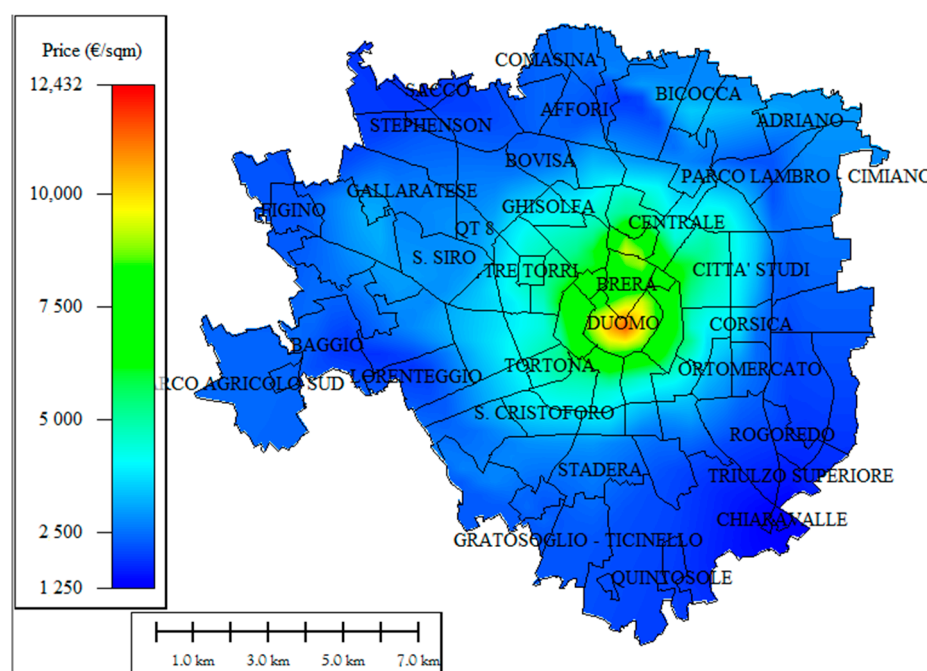 Price (€/sqm)
12,432
10,000
7 500
5 000
2 500
1 250
COMASINA
SACCO
BICOCCA
AFFORI
ADRIANO
STEPHENSON
BOVISA
PARCO LAMBRO - CIMIANO
GALLARATESE
GHISOLFA
FIGINO
CENTRALE
QT 8
S. SIRO
TRE TORRI
CITTA' STUDI
BRERA
DUOMO
CORSICA
BAGGIO
TORTONA
ORTOMERCATO
LORENTEGGIO
ARCO AGRICOLO SUD
S. CRISTOFORO
ROGOREDO
STADERA
TRIULZO SUPERIORE
CHIARAVALLE
GRATOSOGLIO - TICINELLO
QUINTOSOLE
1.0 km 3.0 km 5.0 km 7.0 km